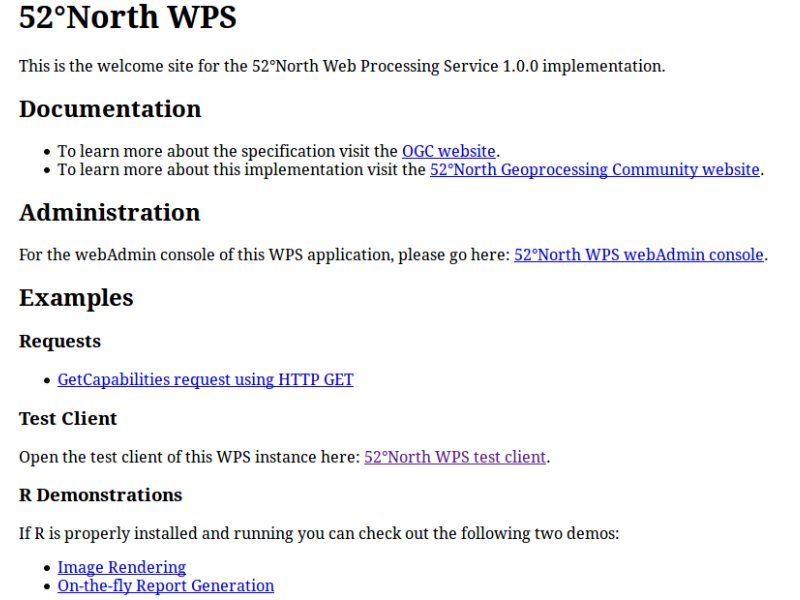 52°North WPS
This is the welcome site for the 52°North Web Processing Service 1.0.0 implementation.
Documentation
• To learn more about the specification visit the OGC website.
• To learn more about this implementation visit the 52°North Geoprocessing Community website.
Administration
For the webAdmin console of this WPS application, please go here: 52°North WPS webAdmin console.
Examples
Requests
• GetCapabilities request using HTTP GET
Test Client
Open the test client of this WPS instance here: 52°North WPS test client.
R Demonstrations
If R is properly installed and running you can check out the following two demos:
• Image Rendering
• On-the-fly Report Generation